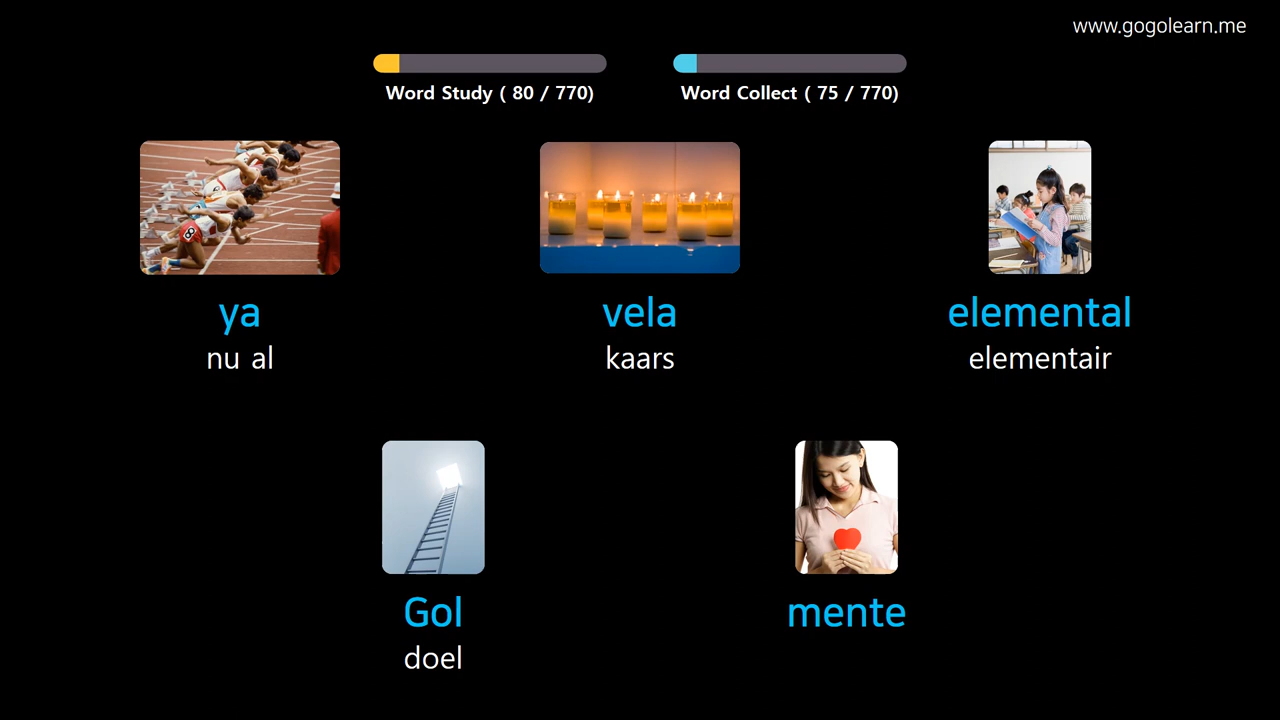 www.gogolearn.me
Word Study ( 80 / 770)
Word Collect ( 75 / 770)
ya
nu al
vela
kaars
elemental
elementair
Gol
doel
mente